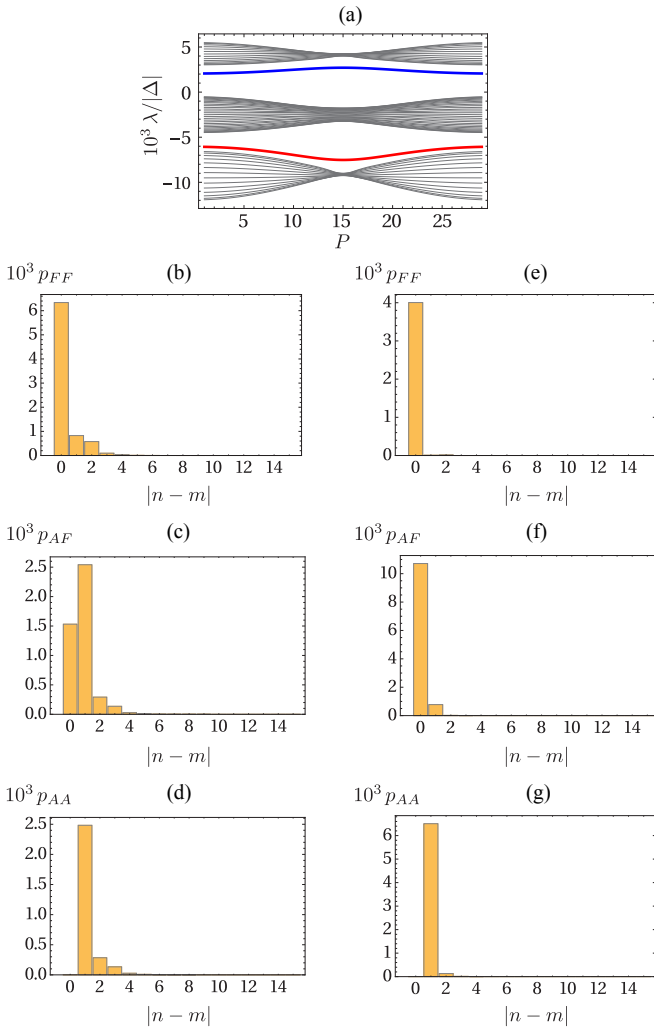 (a)
10³ λ/|Δ|
5
0
−5
−10
5 10 15 20 25
P
10³ p_FF (b)
6
5
4
3
2
1
0
0 2 4 6 8 10 12 14
|n − m|
10³ p_FF (e)
4
3
2
1
0
0 2 4 6 8 10 12 14
|n − m|
10³ p_AF (c)
2.5
2.0
1.5
1.0
0.5
0.0
0 2 4 6 8 10 12 14
|n − m|
10³ p_AF (f)
10
8
6
4
2
0
0 2 4 6 8 10 12 14
|n − m|
10³ p_AA (d)
2.5
2.0
1.5
1.0
0.5
0.0
0 2 4 6 8 10 12 14
|n − m|
10³ p_AA (g)
6
5
4
3
2
1
0
0 2 4 6 8 10 12 14
|n − m|